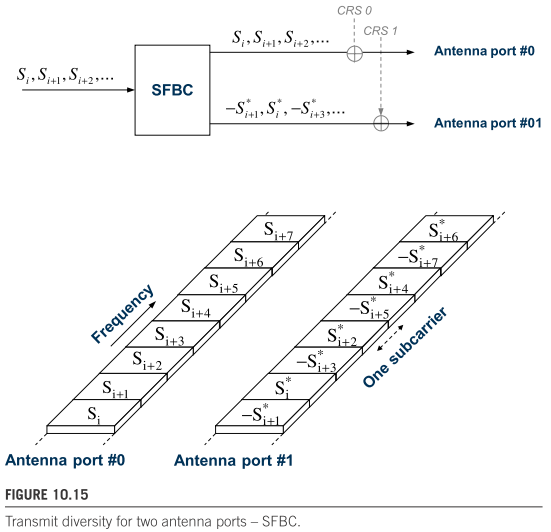 CRS 0
CRS 1
S_i, S_{i+1}, S_{i+2},...
Antenna port #0
S_i, S_{i+1}, S_{i+2},...
SFBC
−S*_{i+1}, S*_i, −S*_{i+3},...
Antenna port #01
S_{i+7}
S_{i+6}
S_{i+5}
S_{i+4}
S_{i+3}
S_{i+2}
S_{i+1}
S_i
Frequency
Antenna port #0
S*_{i+6}
−S*_{i+7}
S*_{i+4}
−S*_{i+5}
S*_{i+2}
−S*_{i+3}
S*_i
−S*_{i+1}
One subcarrier
Antenna port #1
FIGURE 10.15
Transmit diversity for two antenna ports – SFBC.